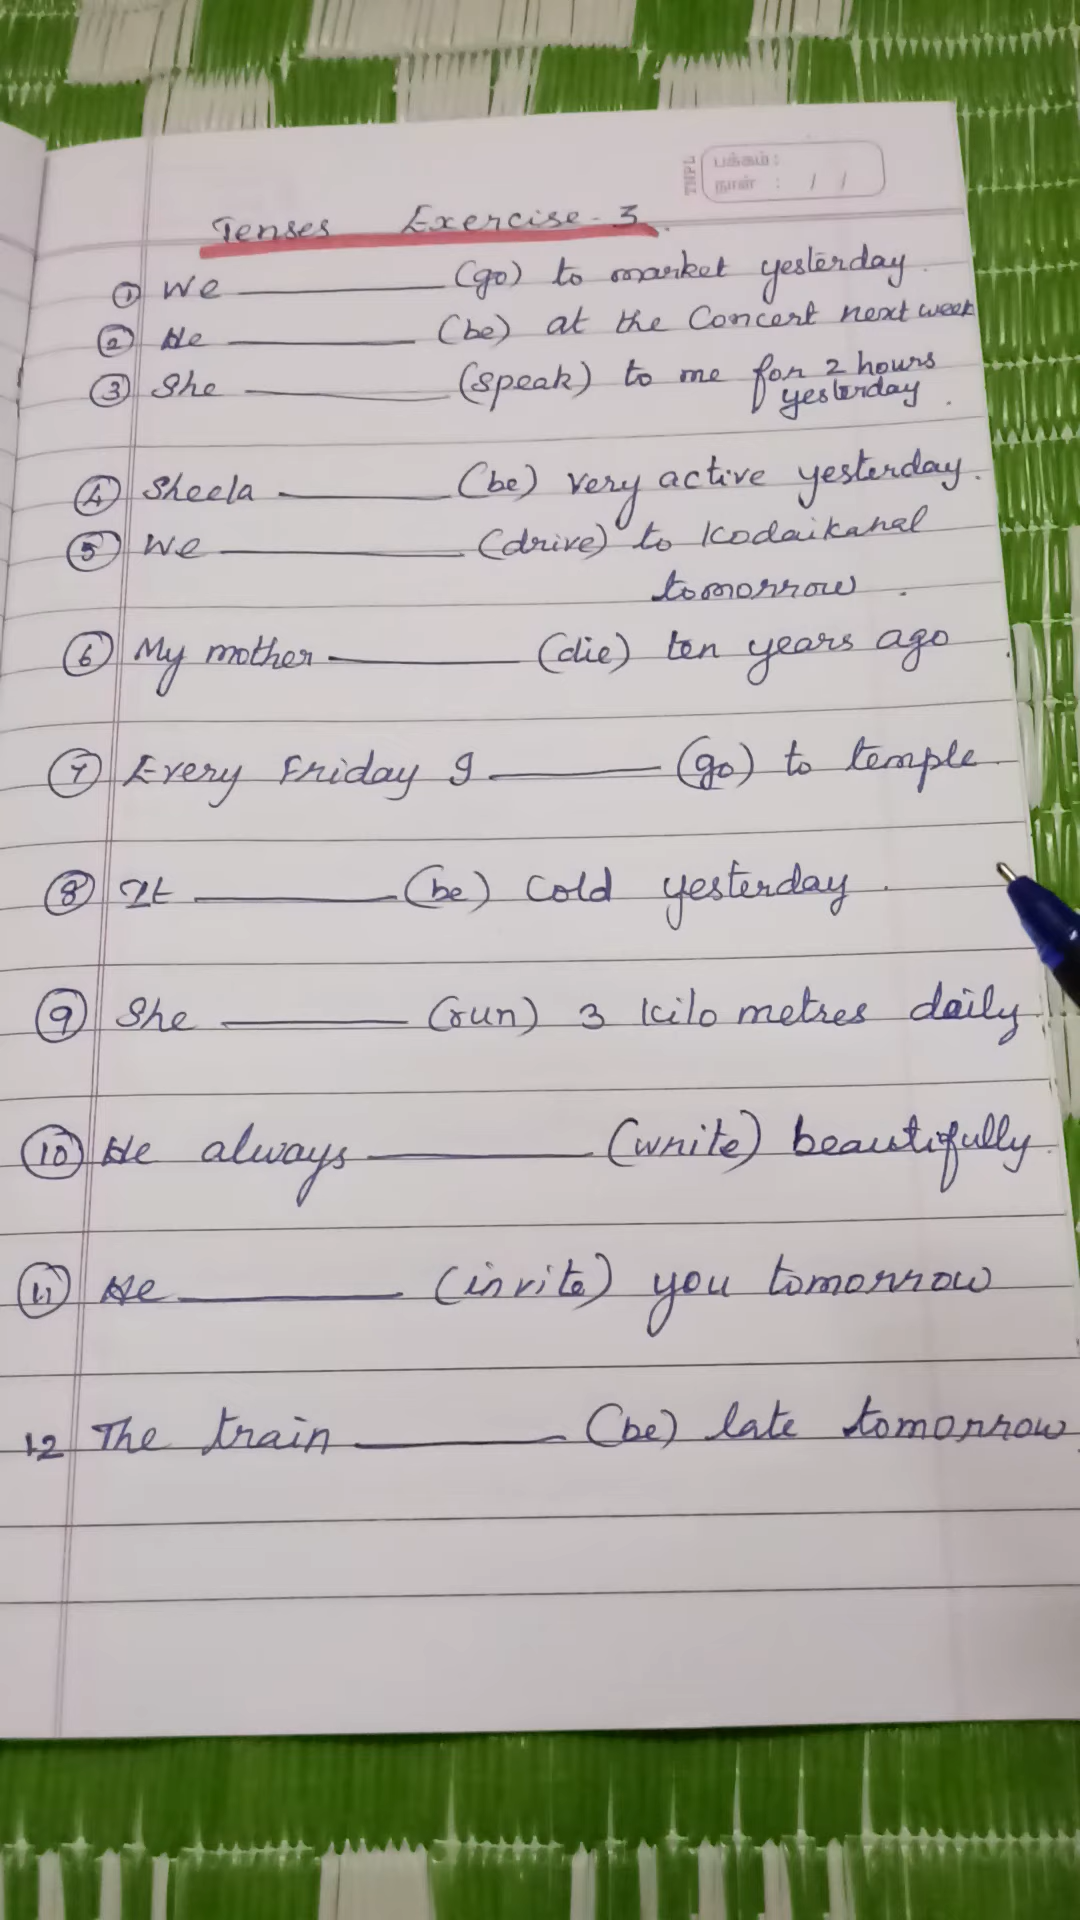 TNPL
பக்கம் :
நாள் : / /
Tenses Exercise - 3.
① We ________ (go) to market yesterday.
② He ________ (be) at the Concert next week
③ She ________ (speak) to me for 2 hours
yesterday.
④ Sheela ________ (be) very active yesterday.
⑤ We ________ (drive) to Kodaikanal
tomorrow.
⑥ My mother ________ (die) ten years ago.
⑦ Every Friday I ________ (go) to temple.
⑧ It ________ (be) cold yesterday.
⑨ She ________ (run) 3 kilo metres daily
⑩ He always ________ (write) beautifully.
⑪ He ________ (invite) you tomorrow
12 The train ________ (be) late tomorrow.